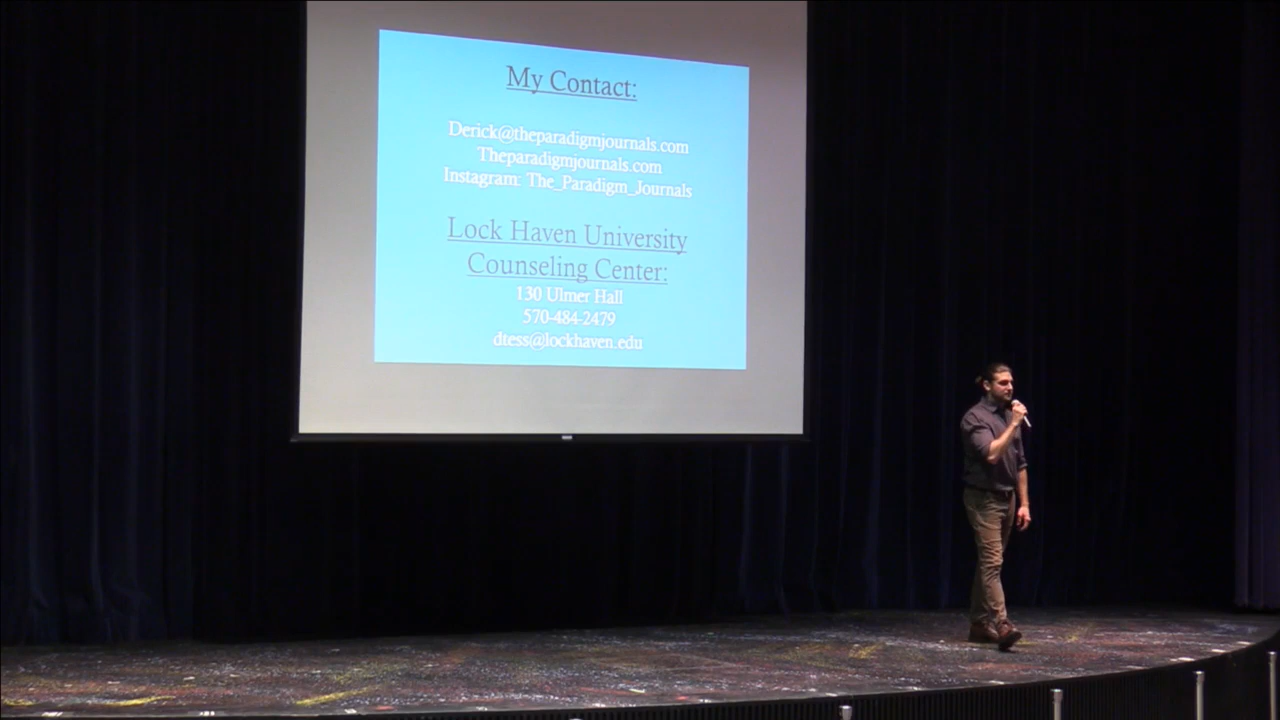 My Contact:
Derick@theparadigmjournals.com
Theparadigmjournals.com
Instagram: The_Paradigm_Journals
Lock Haven University
Counseling Center:
130 Ulmer Hall
570-484-2479
dtess@lockhaven.edu